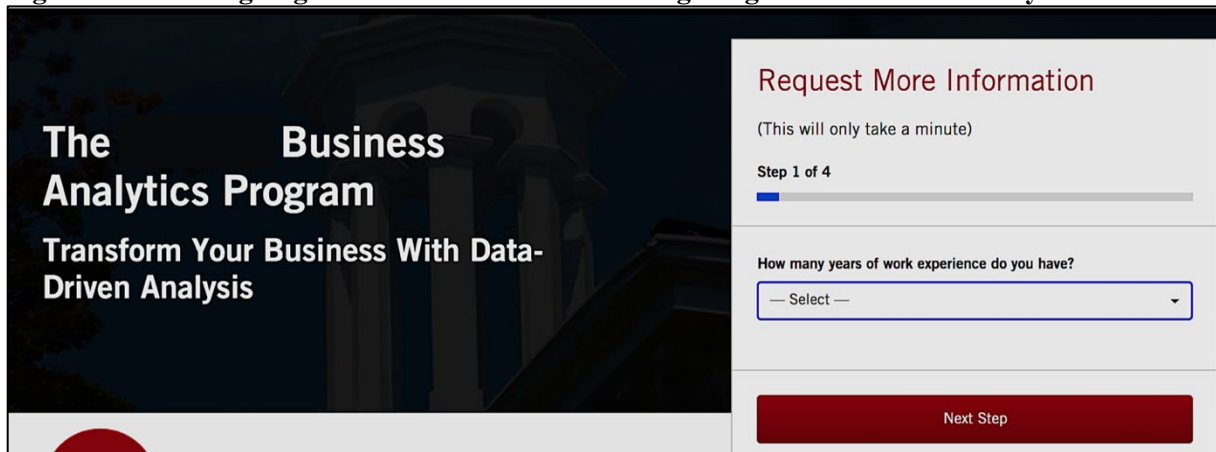 The Business
Analytics Program
Transform Your Business With Data-
Driven Analysis
Request More Information
(This will only take a minute)
Step 1 of 4
How many years of work experience do you have?
— Select —
Next Step